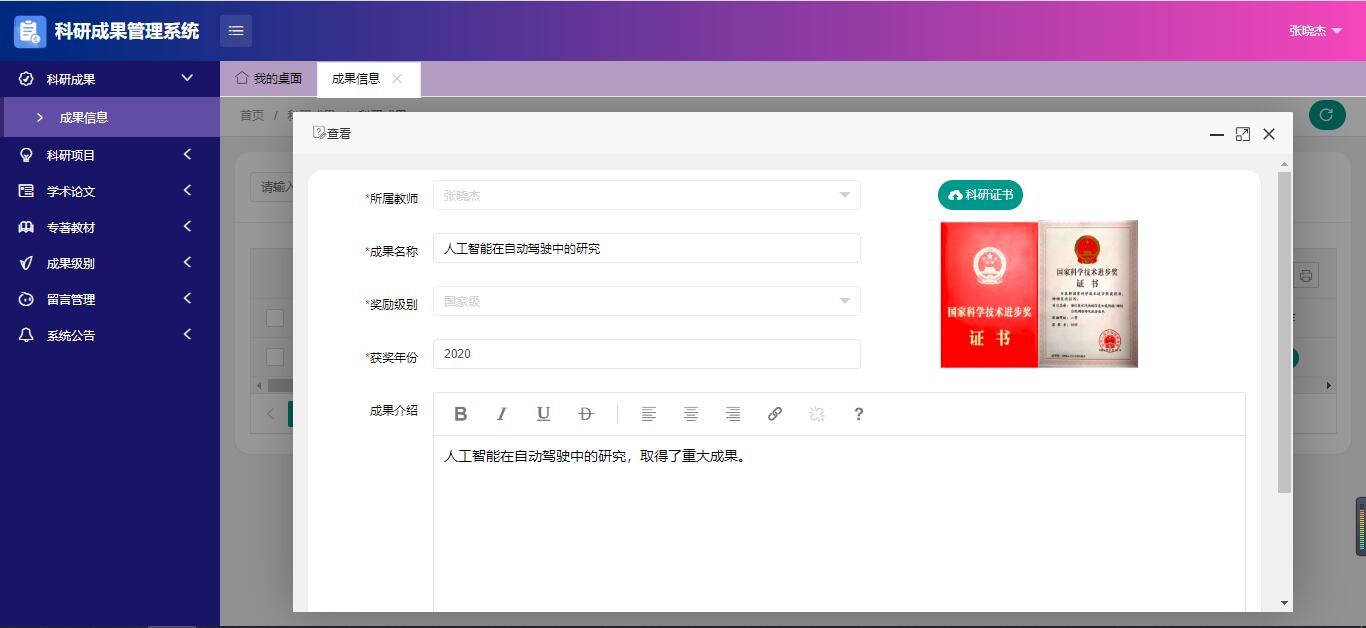 科研成果管理系统
张晓杰
科研成果
成果信息
科研项目
学术论文
专著教材
成果级别
留言管理
系统公告
我的桌面
成果信息
首页 /
请输入
查看
*所属教师
张晓杰
科研证书
*成果名称
人工智能在自动驾驶中的研究
*奖励级别
国家级
*获奖年份
2020
国家科学技术进步奖
证 书
国家科学技术进步奖
证 书
成果介绍
B I U D ?
人工智能在自动驾驶中的研究，取得了重大成果。